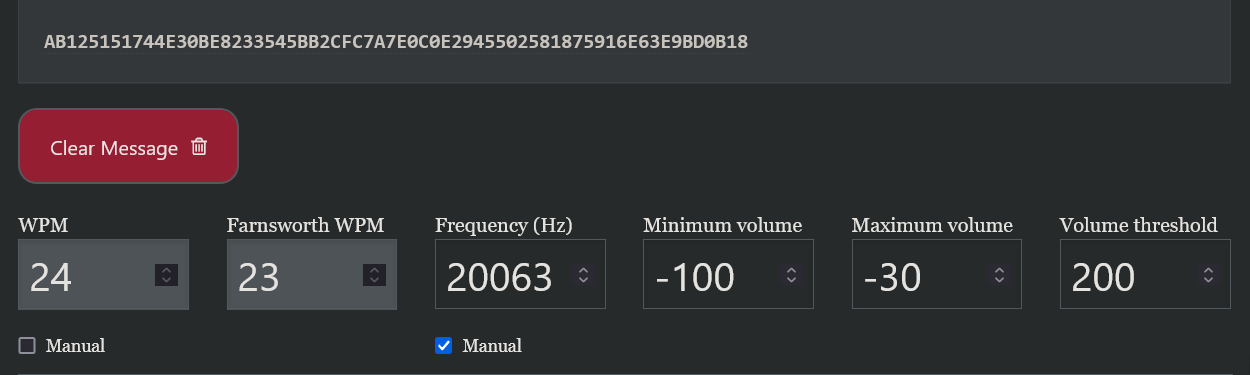 AB125151744E30BE8233545BB2CFC7A7E0C0E2945502581875916E63E9BD0B18
Clear Message
WPM Farnsworth WPM Frequency (Hz) Minimum volume Maximum volume Volume threshold
24 23 20063 -100 -30 200
Manual Manual